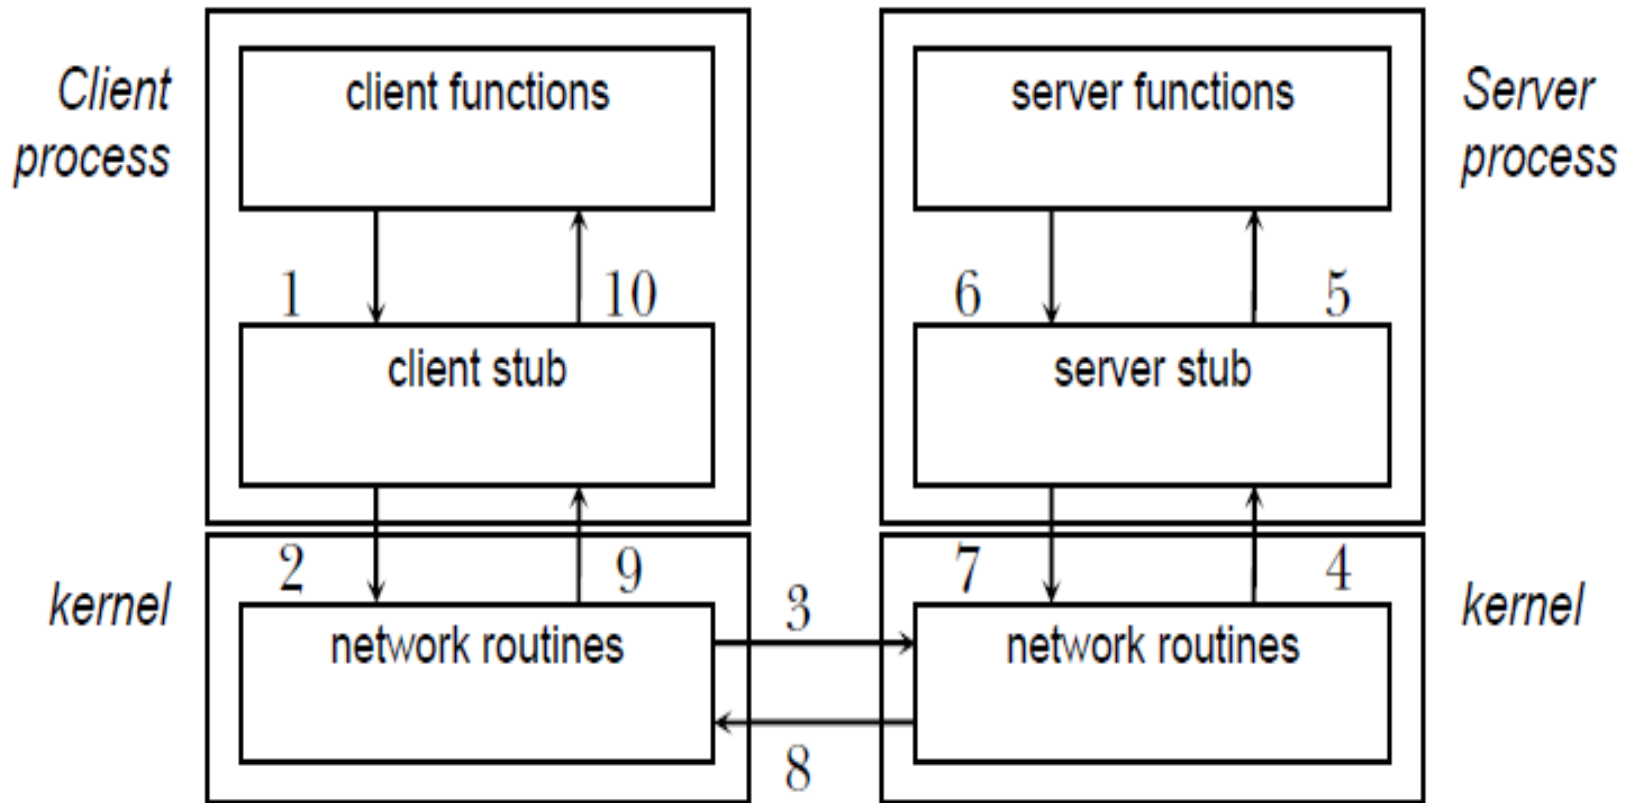 Client
process
client functions
server functions
Server
process
1
10
6
5
client stub
server stub
kernel
2
9
3
7
4
kernel
network routines
network routines
8